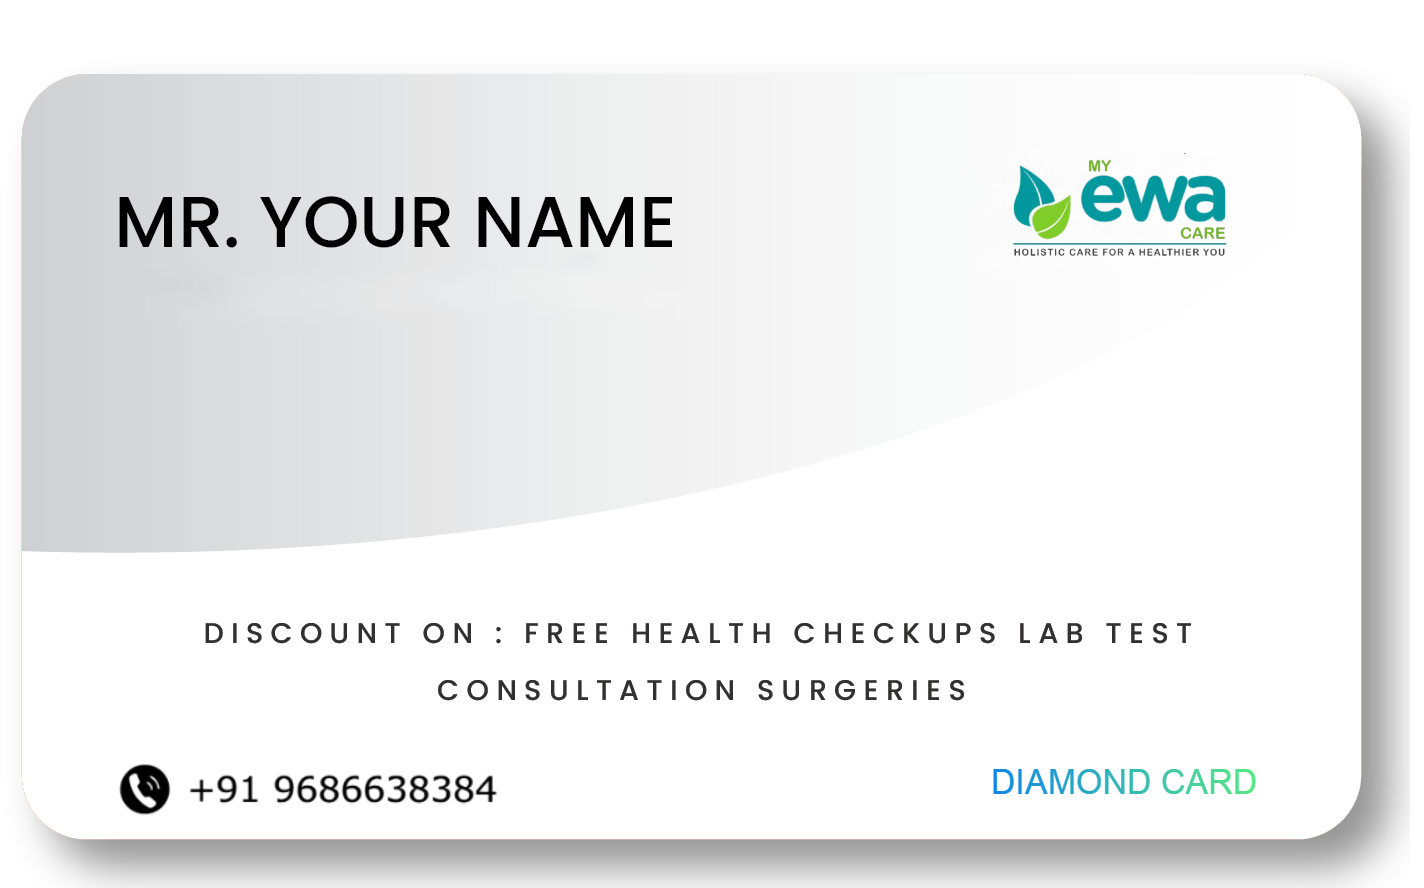 MR. YOUR NAME
MY
ewa
CARE
HOLISTIC CARE FOR A HEALTHIER YOU
DISCOUNT ON : FREE HEALTH CHECKUPS LAB TEST
CONSULTATION SURGERIES
+91 9686638384
DIAMOND CARD